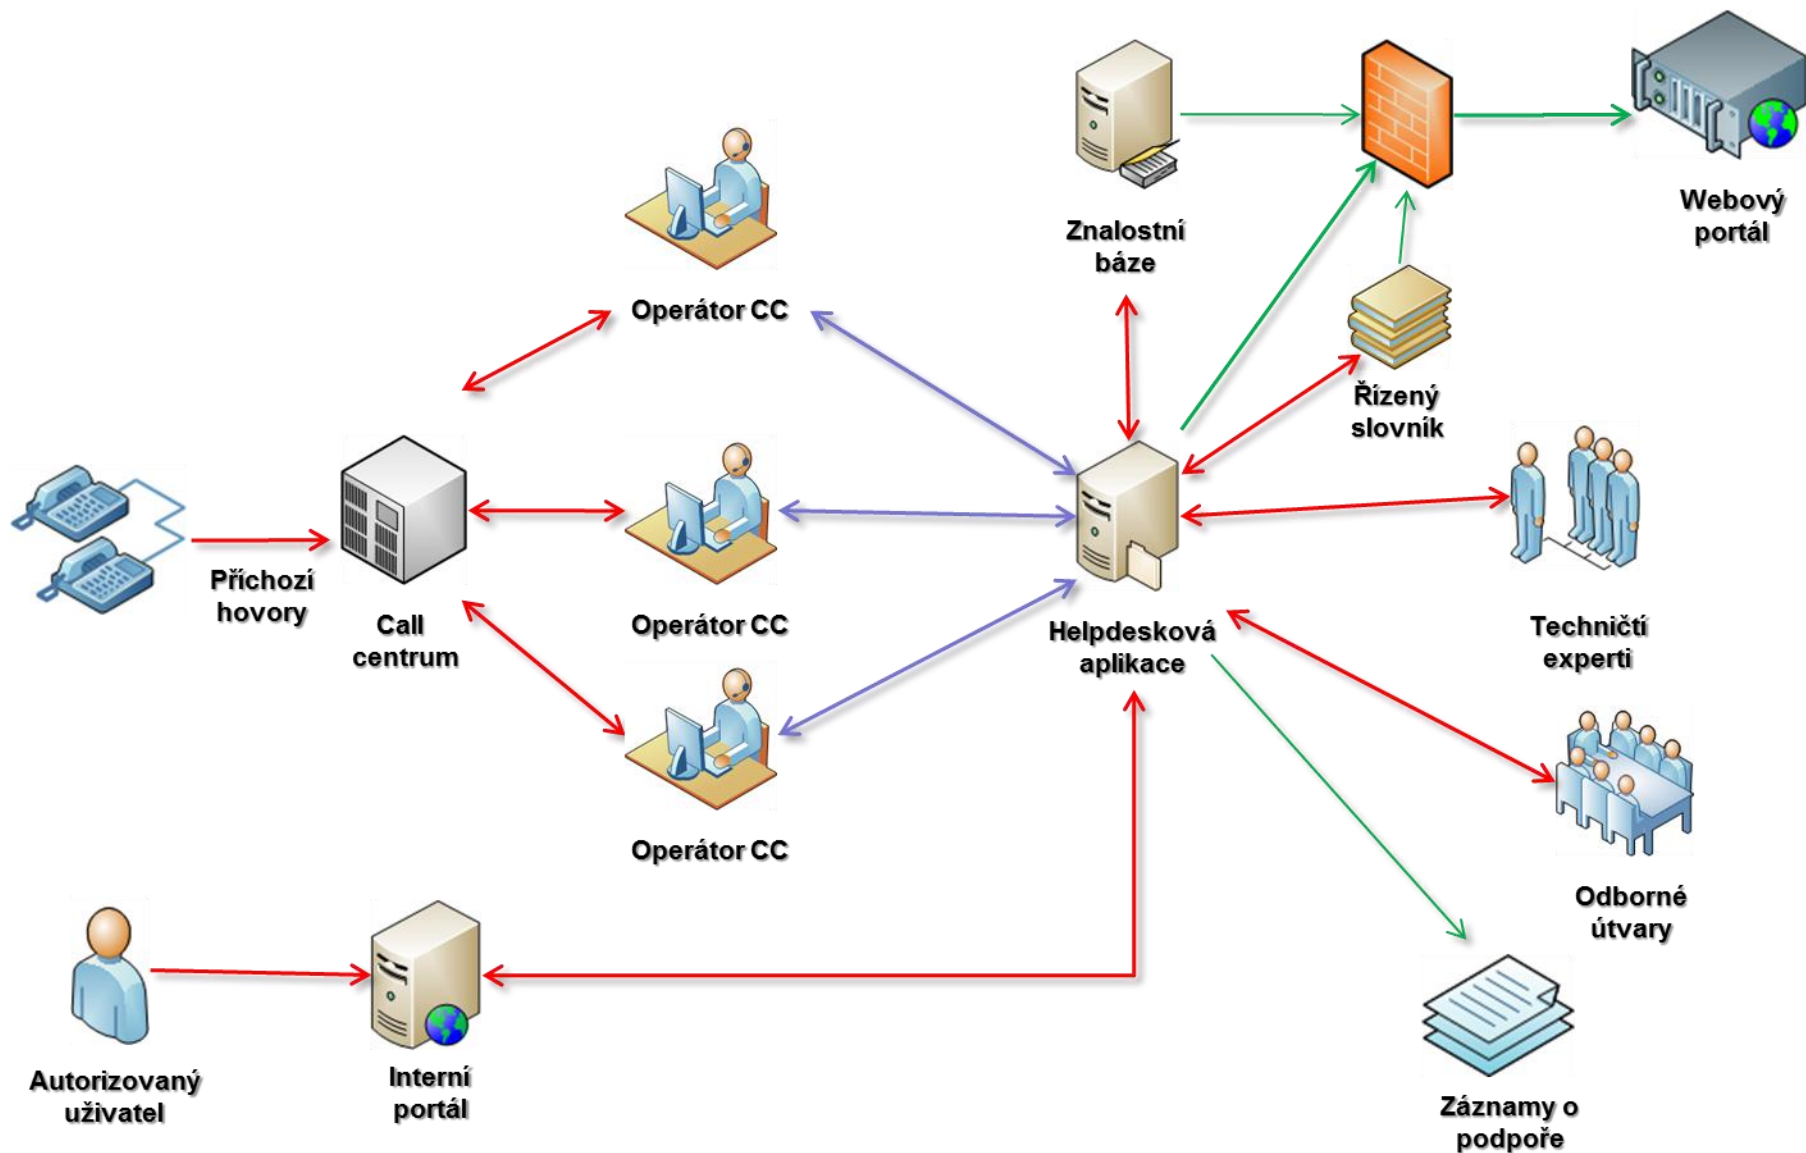 Webový
portál
Znalostní
báze
Operátor CC
Řízený
slovník
Příchozí
hovory
Call
centrum
Operátor CC
Helpdesková
aplikace
Techničtí
experti
Operátor CC
Odborné
útvary
Autorizovaný
uživatel
Interní
portál
Záznamy o
podpoře